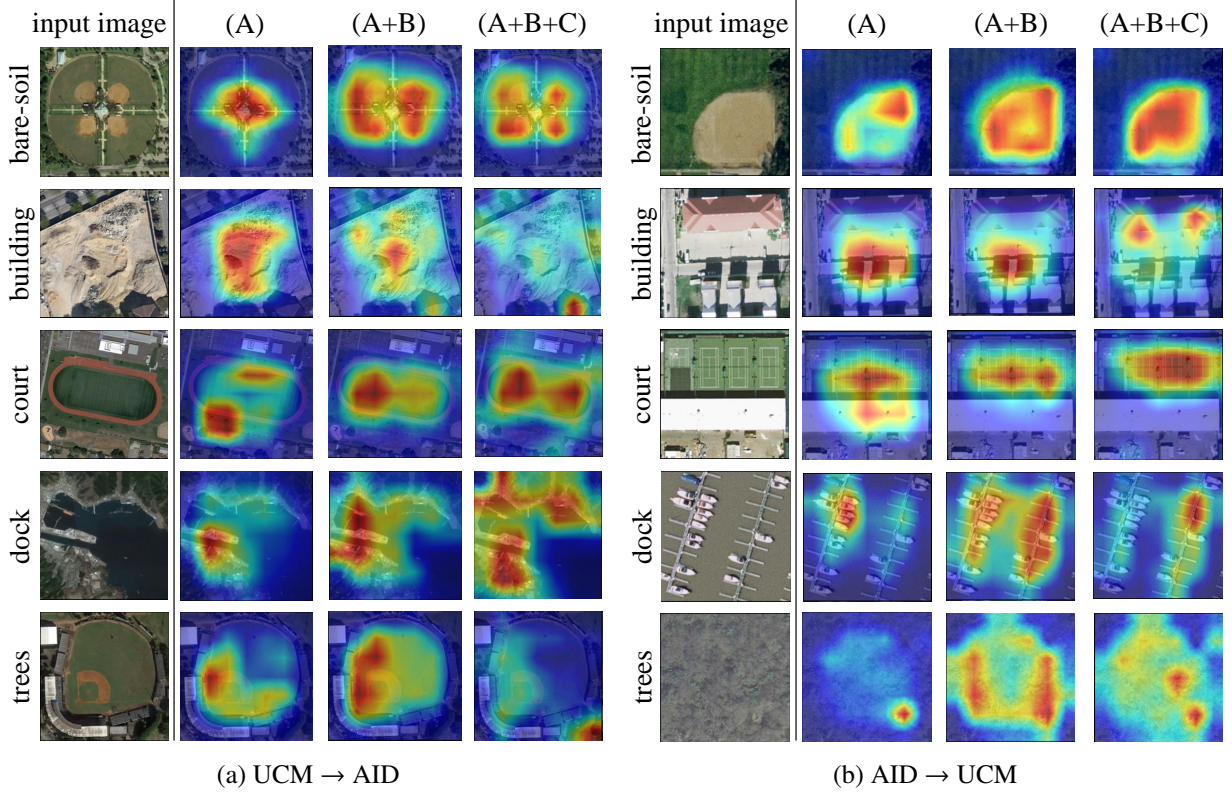 input image (A) (A+B) (A+B+C) input image (A) (A+B) (A+B+C)
bare-soil bare-soil
building building
court court
dock dock
trees trees
(a) UCM → AID (b) AID → UCM